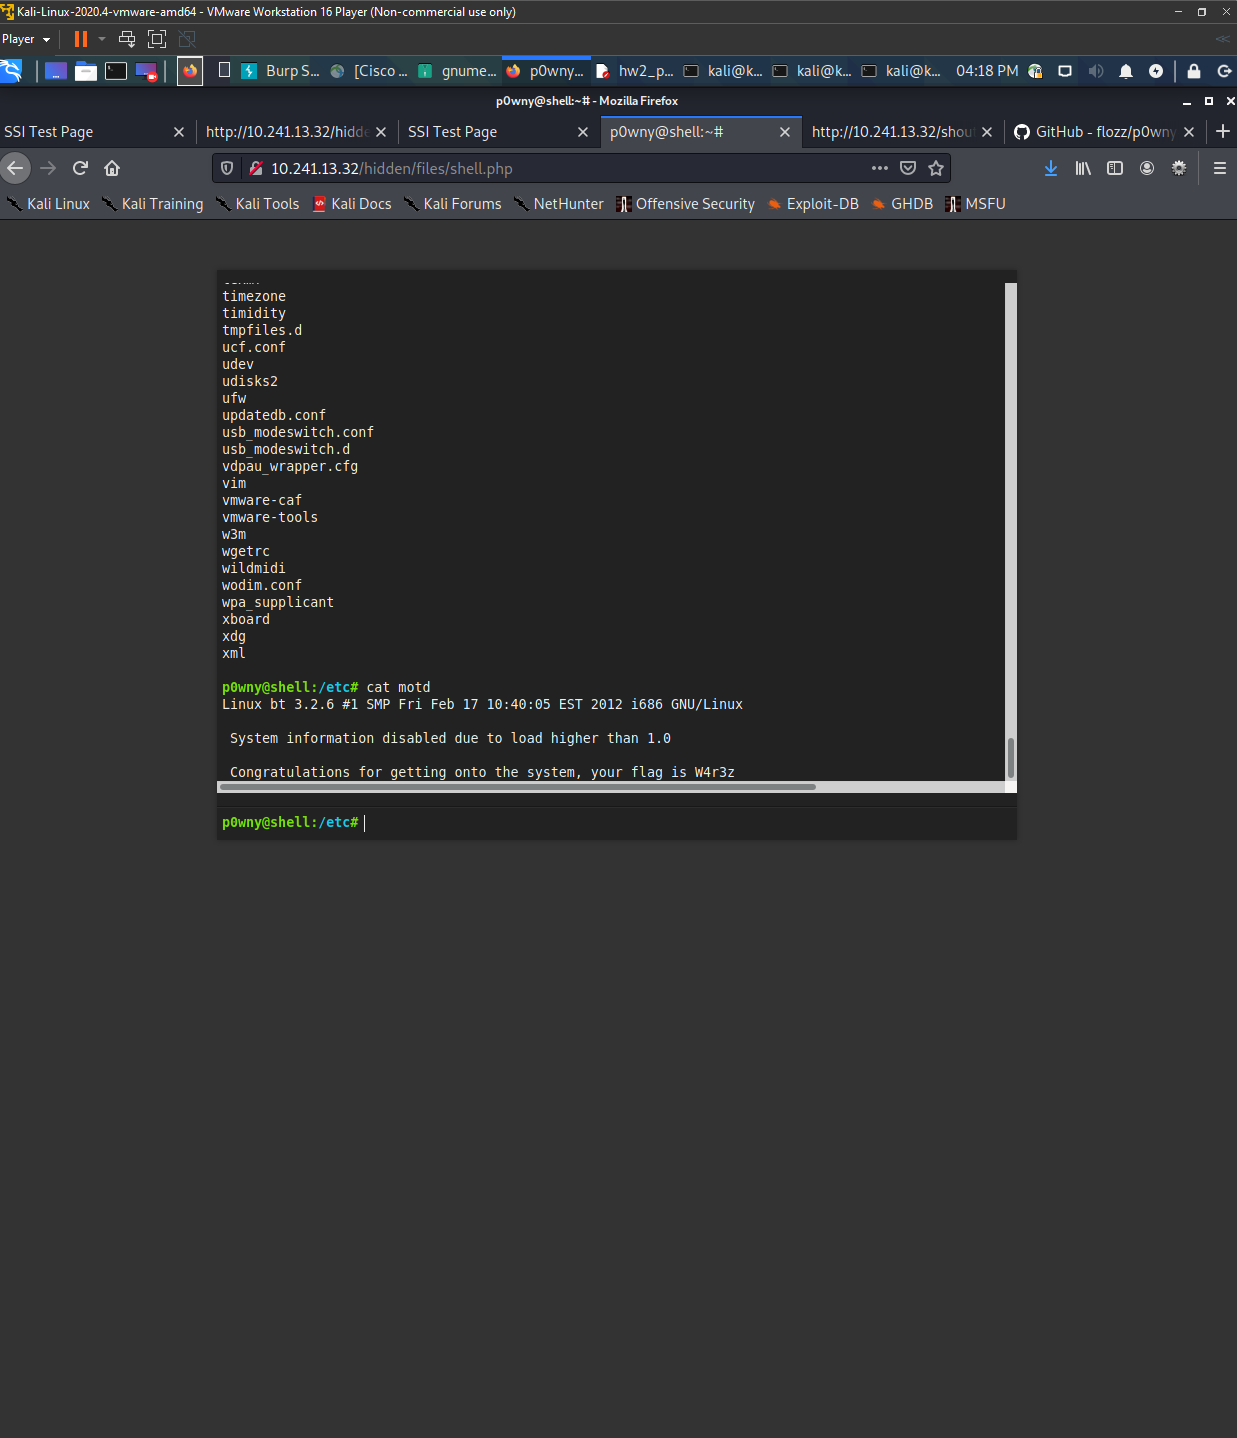 Kali-Linux-2020.4-vmware-amd64 - VMware Workstation 16 Player (Non-commercial use only)
Player
Burp S... [Cisco ... gnume... p0wny... hw2_p... kali@k... kali@k... kali@k... 04:18 PM
p0wny@shell:~# - Mozilla Firefox
SSI Test Page http://10.241.13.32/hidde SSI Test Page p0wny@shell:~# http://10.241.13.32/shout GitHub - flozz/p0wny
10.241.13.32/hidden/files/shell.php
Kali Linux Kali Training Kali Tools Kali Docs Kali Forums NetHunter Offensive Security Exploit-DB GHDB MSFU
timezone
timidity
tmpfiles.d
ucf.conf
udev
udisks2
ufw
updatedb.conf
usb_modeswitch.conf
usb_modeswitch.d
vdpau_wrapper.cfg
vim
vmware-caf
vmware-tools
w3m
wgetrc
wildmidi
wodim.conf
wpa_supplicant
xboard
xdg
xml
p0wny@shell:/etc# cat motd
Linux bt 3.2.6 #1 SMP Fri Feb 17 10:40:05 EST 2012 i686 GNU/Linux
System information disabled due to load higher than 1.0
Congratulations for getting onto the system, your flag is W4r3z
p0wny@shell:/etc#